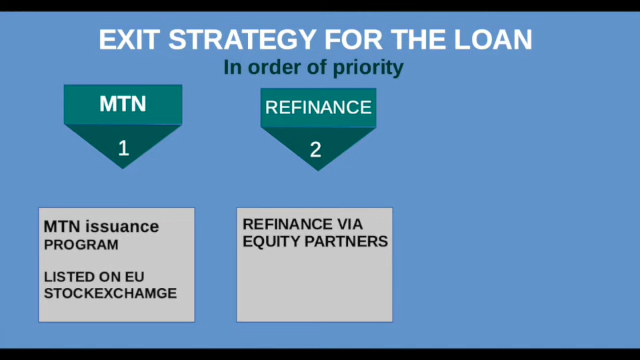 EXIT STRATEGY FOR THE LOAN
In order of priority
MTN
1
REFINANCE
2
MTN issuance
PROGRAM
LISTED ON EU
STOCKEXCHAMGE
REFINANCE VIA
EQUITY PARTNERS